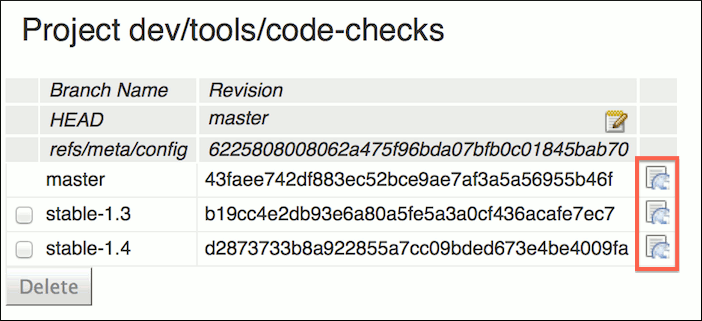 Project dev/tools/code-checks
Branch Name Revision
HEAD master
refs/meta/config 6225808008062a475f96bda07bfb0c01845bab70
master 43faee742df883ec52bce9ae7af3a5a56955b46f
stable-1.3 b19cc4e2db93e6a80a5fe5a3a0cf436acafe7ec7
stable-1.4 d2873733b8a922855a7cc09bded673e4be4009fa
Delete